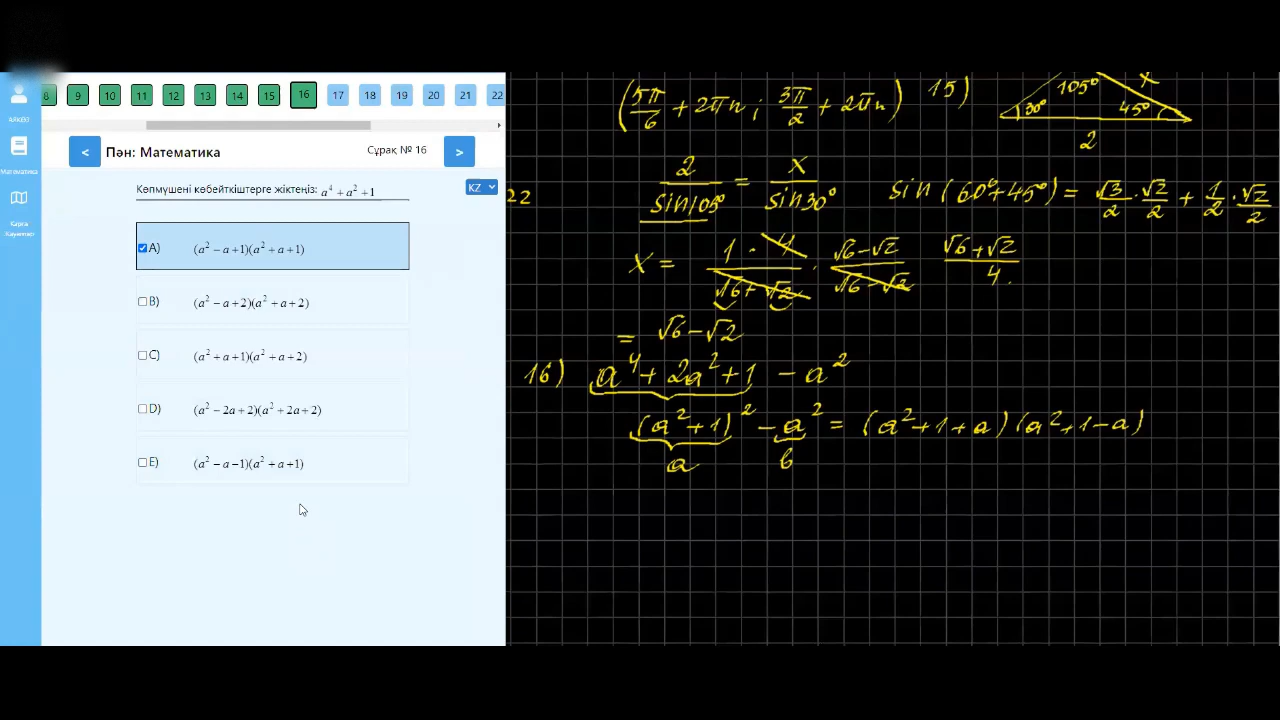 8 9 10 11 12 13 14 15 16 17 18 19 20 21 22
< Пән: Математика Сұрақ № 16 >
Математика
Көпмүшені көбейткіштерге жіктеңіз: a⁴ + a² + 1
KZ
A) (a² − a + 1)(a² + a + 1)
B) (a² − a + 2)(a² + a + 2)
C) (a² + a + 1)(a² + a + 2)
D) (a² − 2a + 2)(a² + 2a + 2)
E) (a² − a − 1)(a² + a + 1)
(5π/6 + 2πn ; 3π/2 + 2πn) 15)
105° x
30° 45°
2
22
2/sin105° = x/sin30° sin(60°+45°) = √3/2 · √2/2 + 1/2 · √2/2
x = 1 · 4/√6 + √2 · √6 − √2/√6 − √2 √6 + √2/4
= √6 − √2
16) a⁴ + 2a² + 1 − a²
(a² + 1)² − a² = (a² + 1 + a)(a² + 1 − a)
a в